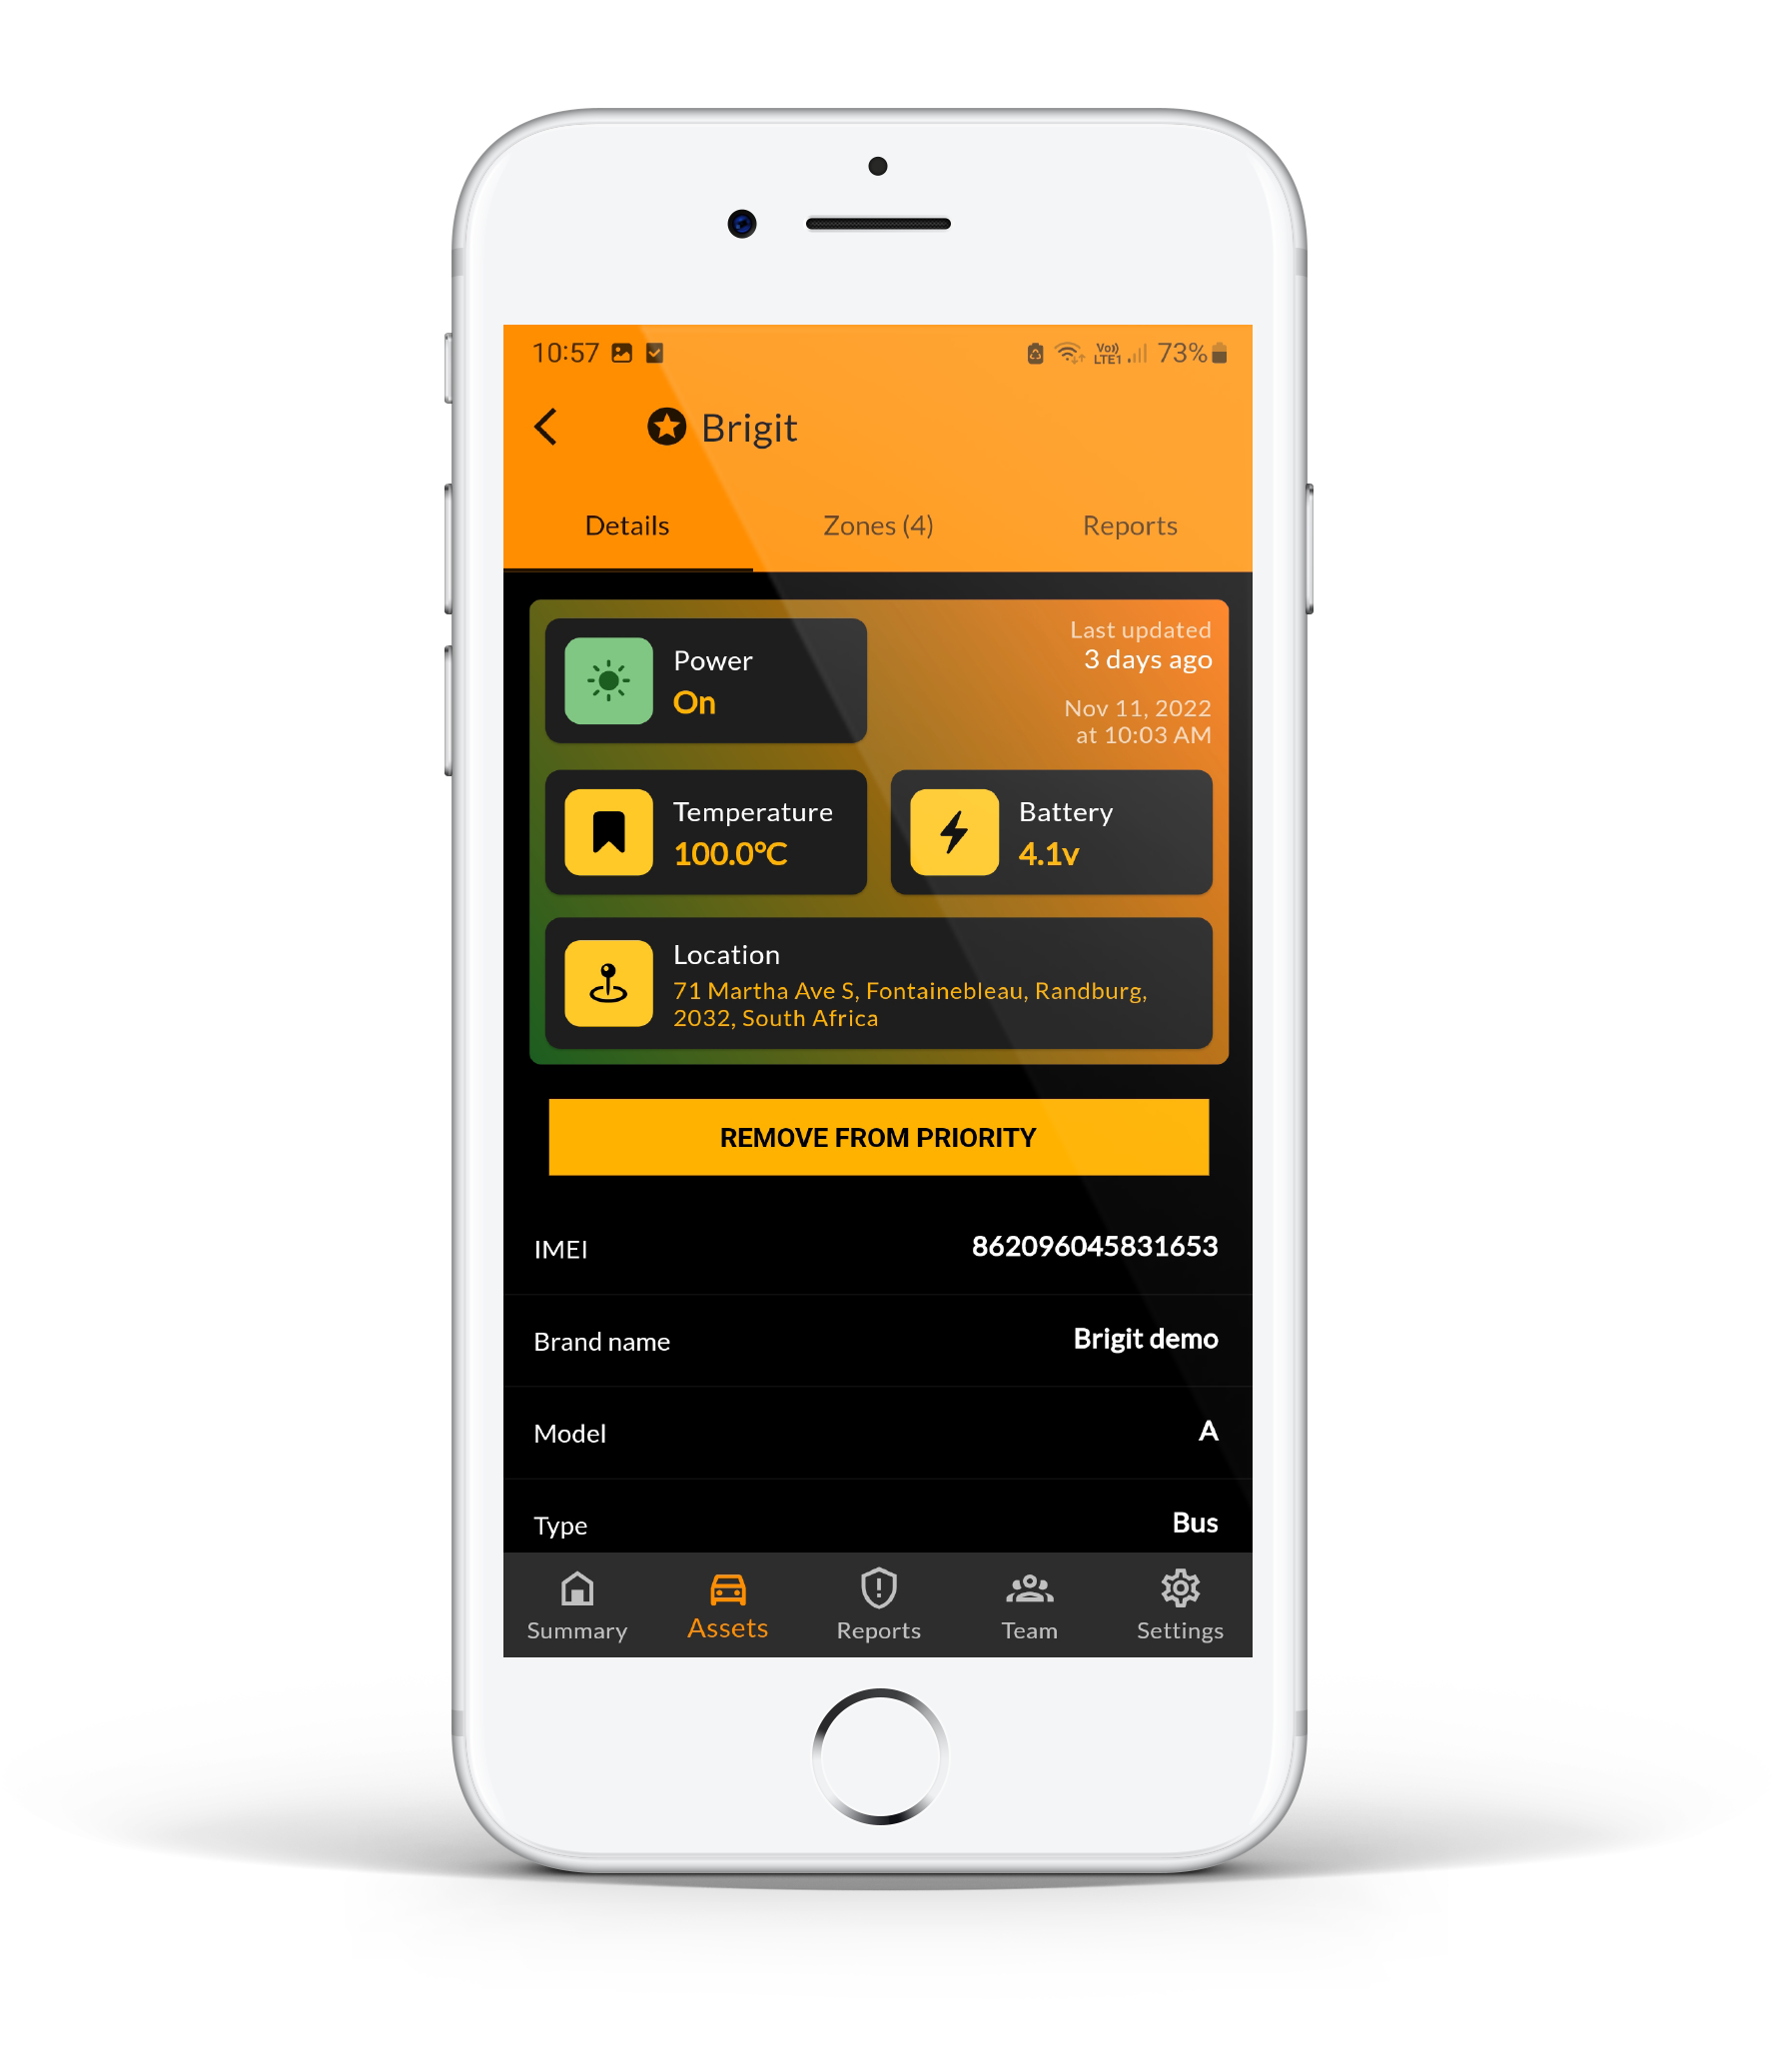 10:57
Vo)) LTE1 73%
Brigit
Details Zones (4) Reports
Power
On
Last updated
3 days ago
Nov 11, 2022
at 10:03 AM
Temperature
100.0°C
Battery
4.1v
Location
71 Martha Ave S, Fontainebleau, Randburg,
2032, South Africa
REMOVE FROM PRIORITY
IMEI 862096045831653
Brand name Brigit demo
Model A
Type Bus
Summary Assets Reports Team Settings